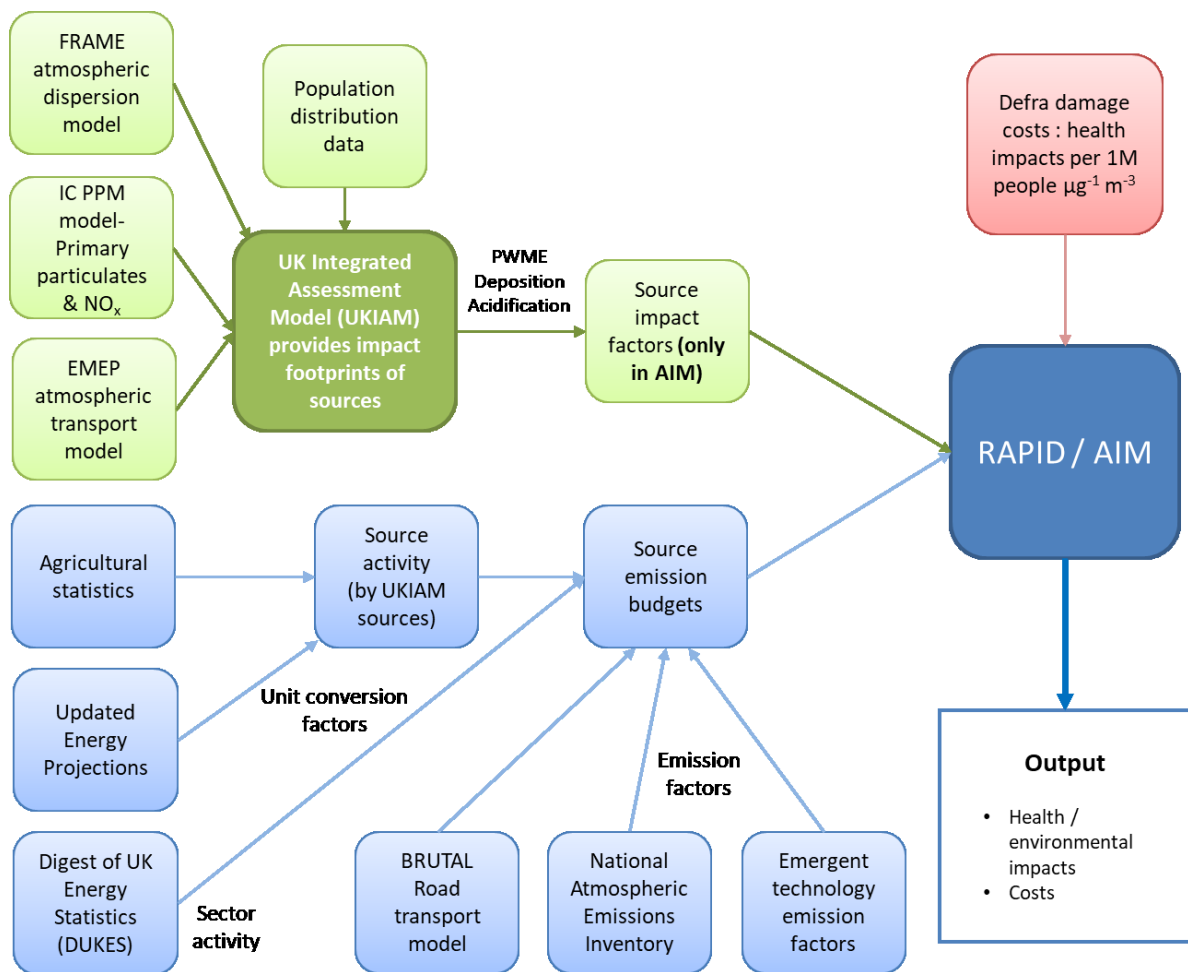 FRAME
atmospheric
dispersion
model
Population
distribution
data
Defra damage
costs : health
impacts per 1M
people µg⁻¹ m⁻³
IC PPM
model-
Primary
particulates
& NOₓ
UK Integrated
Assessment
Model (UKIAM)
provides impact
footprints of
sources
PWME
Deposition
Acidification
Source
impact
factors (only
in AIM)
EMEP
atmospheric
transport
model
RAPID / AIM
Agricultural
statistics
Source
activity
(by UKIAM
sources)
Source
emission
budgets
Updated
Energy
Projections
Unit conversion
factors
Emission
factors
Digest of UK
Energy
Statistics
(DUKES)
Sector
activity
BRUTAL
Road
transport
model
National
Atmospheric
Emissions
Inventory
Emergent
technology
emission
factors
Output
• Health /
environmental
impacts
• Costs